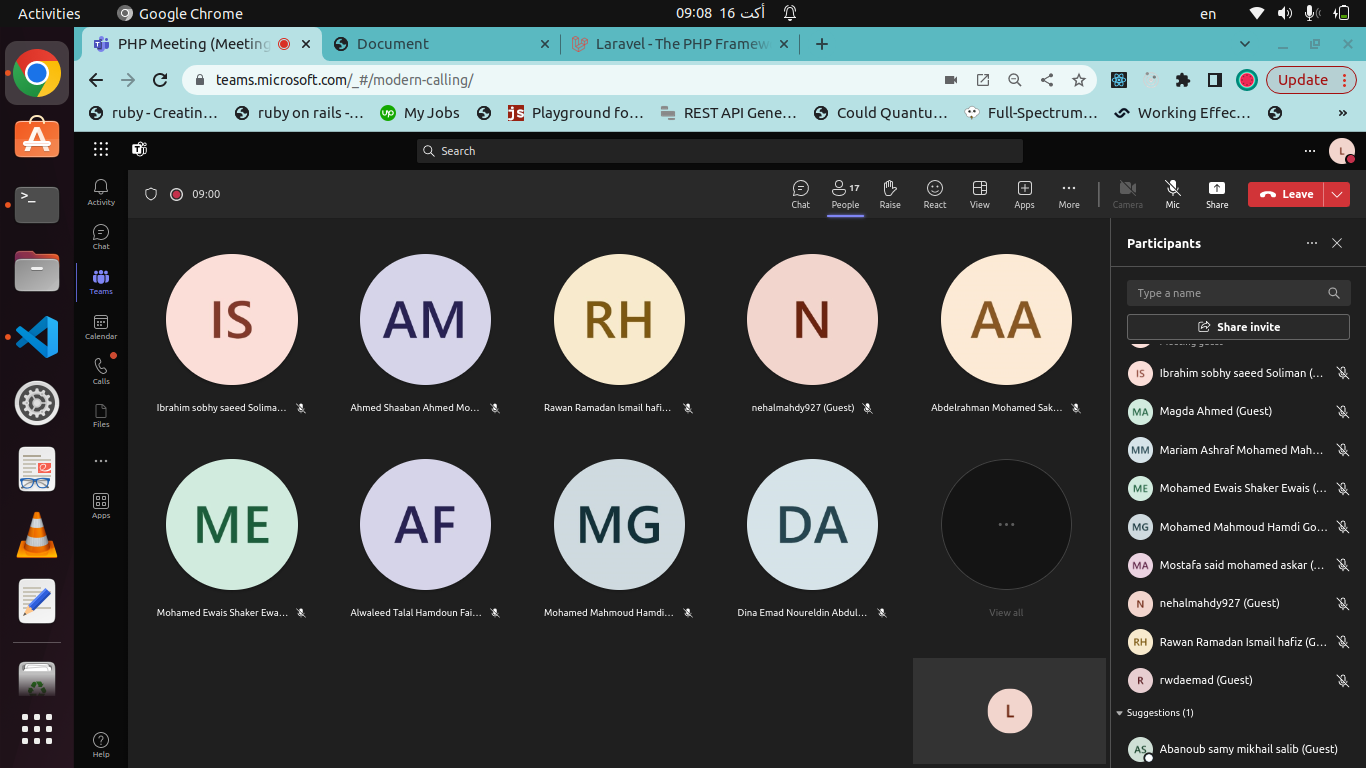 Activities
Google Chrome
09:08 16 أكت
en
PHP Meeting (Meeting
Document
Laravel - The PHP Framew
teams.microsoft.com/_#/modern-calling/
Update
ruby - Creatin...
ruby on rails -...
My Jobs
Playground fo...
REST API Gene...
Could Quantu...
Full-Spectrum...
Working Effec...
»
Search
L
Activity
Chat
Teams
Calendar
Calls
Files
Apps
Help
09:00
Chat
People
17
Raise
React
View
Apps
More
Camera
Mic
Share
Leave
IS
AM
RH
N
AA
Ibrahim sobhy saeed Solima...
Ahmed Shaaban Ahmed Mo...
Rawan Ramadan Ismail hafi...
nehalmahdy927 (Guest)
Abdelrahman Mohamed Sak...
ME
AF
MG
DA
...
Mohamed Ewais Shaker Ewa...
Alwaleed Talal Hamdoun Fai...
Mohamed Mahmoud Hamdi...
Dina Emad Noureldin Abdul...
View all
L
Participants
Type a name
Share invite
Meeting guest
IS Ibrahim sobhy saeed Soliman (...
MA Magda Ahmed (Guest)
MM Mariam Ashraf Mohamed Mah...
ME Mohamed Ewais Shaker Ewais (...
MG Mohamed Mahmoud Hamdi Go...
MA Mostafa said mohamed askar (...
N nehalmahdy927 (Guest)
RH Rawan Ramadan Ismail hafiz (G...
R rwdaemad (Guest)
Suggestions (1)
AS Abanoub samy mikhail salib (Guest)